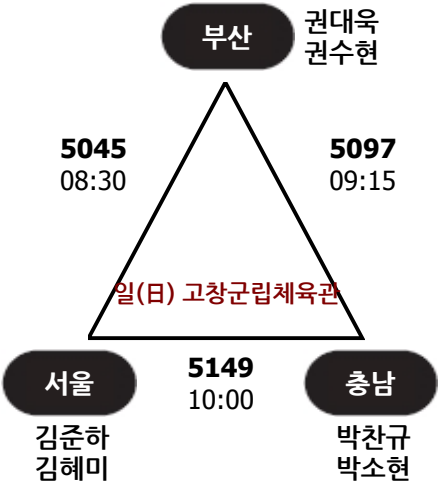 부산
권대욱
권수현
5045
08:30
5097
09:15
일(日) 고창군립체육관
서울
5149
10:00
충남
김준하
김혜미
박찬규
박소현